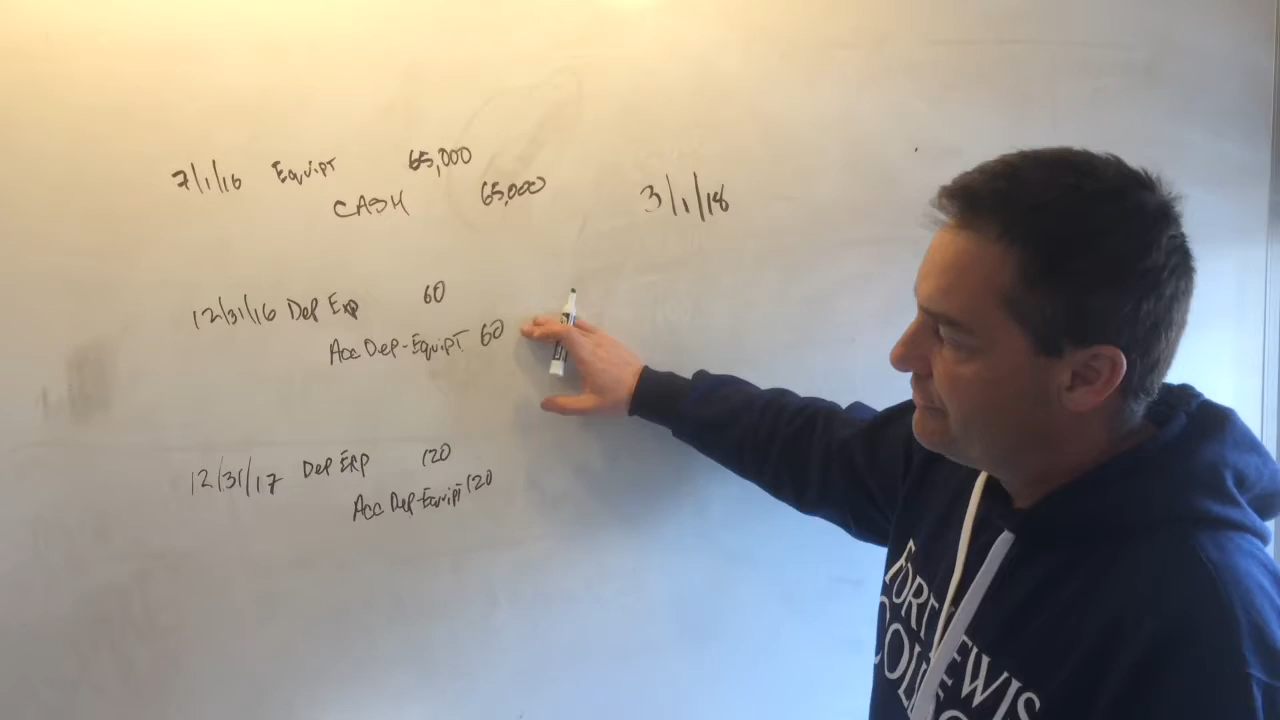 7/1/16 Equipt 65,000
CASH 65,000
3/1/18
12/31/16 Dep Exp 60
Acc Dep-Equipt 60
12/31/17 Dep Exp 120
Acc Dep-Equipt 120
FORT LEWIS
COLLEGE